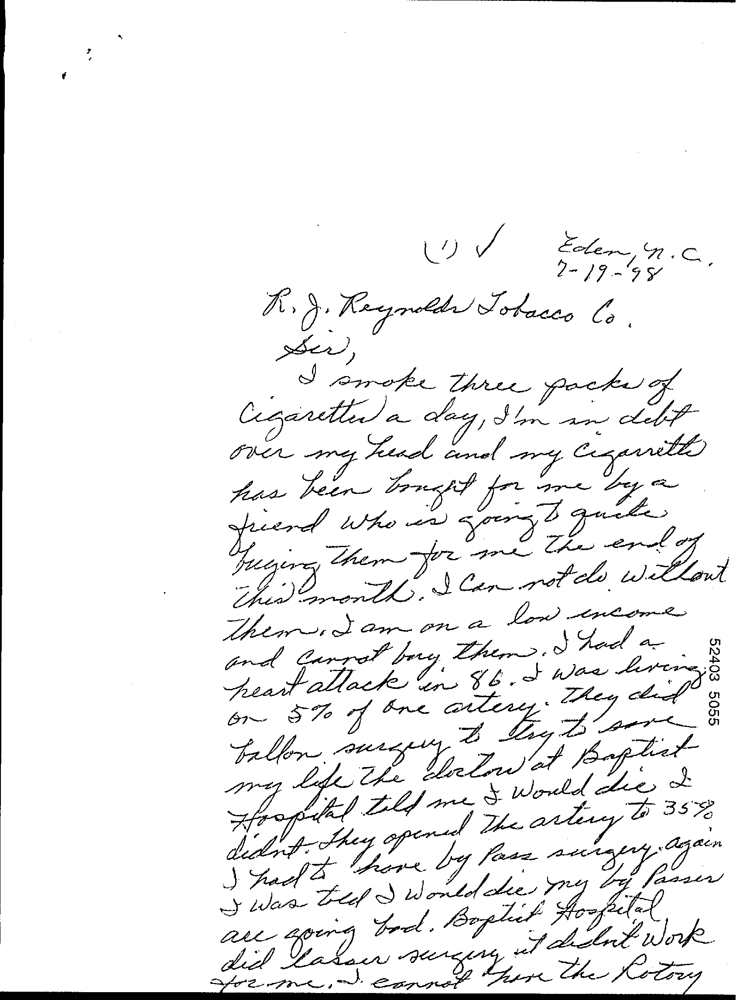 (1) ✓ Eden, N.C.
7-19-98
R. J. Reynolds Tobacco Co.
Sir,
I smoke three packs of
Cigarettes a day, I'm in debt
over my head and my Cigarretts
has been bought for me by a
friend who is going to quite
buying them for me the end of
this month. I Can not do without
them. I am on a low income
and cannot buy them. I had a
heart attack in 86. I was living
on 5% of one artery. They did
ballon surgury to try to save
my life the doctors at Baptist
Hospital told me I would die I
didnt. They opened the artery to 35%
I had to have by Pass surgery. again
I was told I would die my by Passes
are going bad. Baptist Hospital
did lasser surgery it didnt work
for me. I cannot have the Rotory
52403 5055